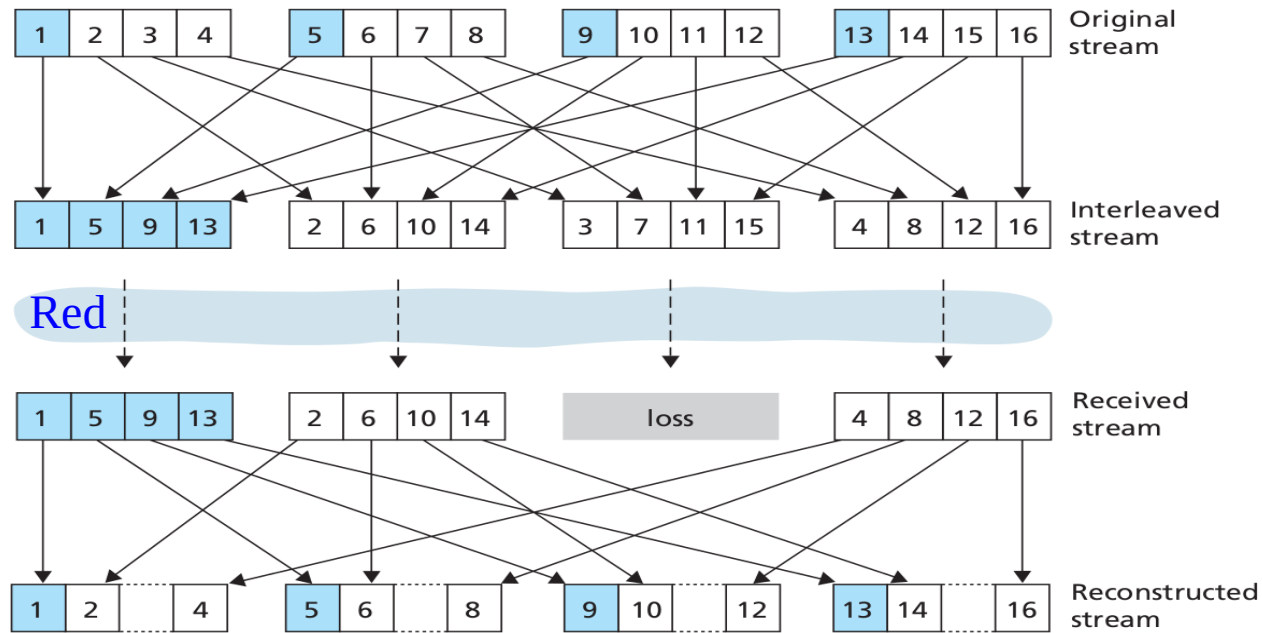 1 2 3 4 5 6 7 8 9 10 11 12 13 14 15 16 Original
stream
1 5 9 13 2 6 10 14 3 7 11 15 4 8 12 16 Interleaved
stream
Red
1 5 9 13 2 6 10 14 loss 4 8 12 16 Received
stream
1 2 4 5 6 8 9 10 12 13 14 16 Reconstructed
stream